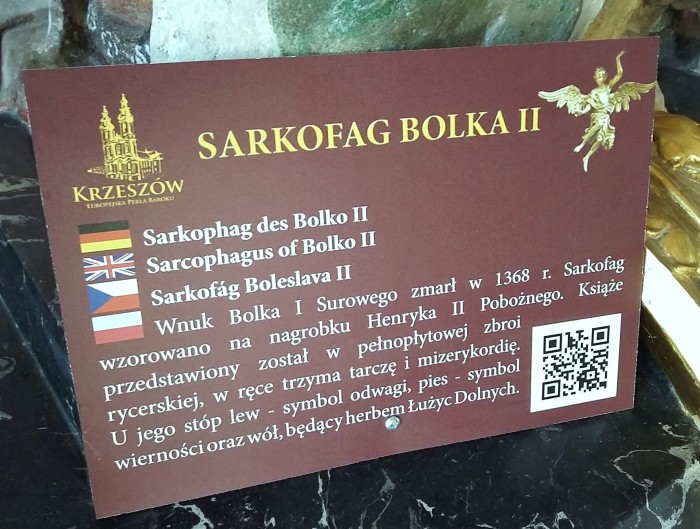 SARKOFAG BOLKA II
KRZESZÓW
EUROPEJSKA PERŁA BAROKU
Sarkophag des Bolko II
Sarcophagus of Bolko II
Sarkofág Boleslava II
Wnuk Bolka I Surowego zmarł w 1368 r. Sarkofag
wzorowano na nagrobku Henryka II Pobożnego. Książe
przedstawiony został w pełnopłytowej zbroi
rycerskiej, w ręce trzyma tarczę i mizerykordię.
U jego stóp lew - symbol odwagi, pies - symbol
wierności oraz wół, będący herbem Łużyc Dolnych.